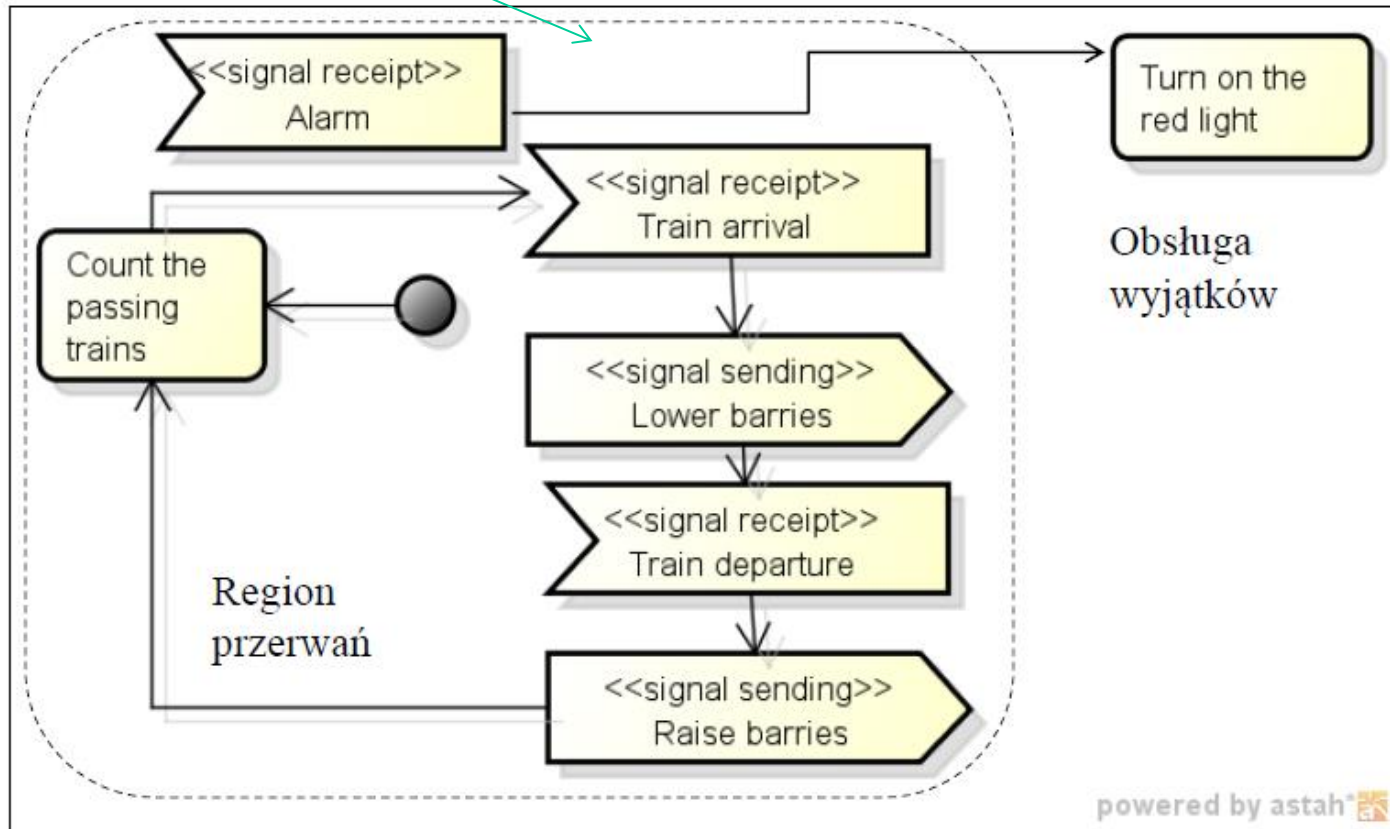 <<signal receipt>>
Alarm
Turn on the
red light
<<signal receipt>>
Train arrival
Count the
passing
trains
Obsługa
wyjątków
<<signal sending>>
Lower barries
<<signal receipt>>
Train departure
Region
przerwań
<<signal sending>>
Raise barries
powered by astah*